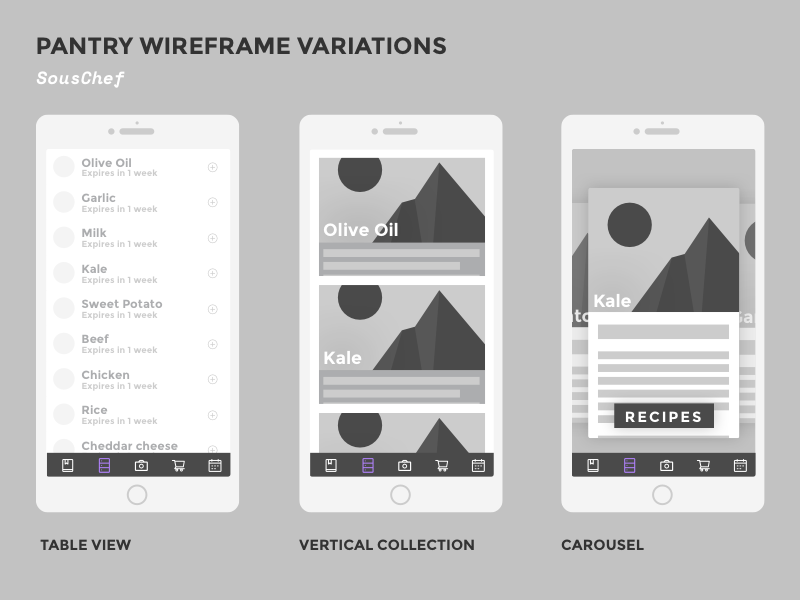 PANTRY WIREFRAME VARIATIONS
SousChef
Olive Oil
Expires in 1 week
Garlic
Expires in 1 week
Milk
Expires in 1 week
Kale
Expires in 1 week
Sweet Potato
Expires in 1 week
Beef
Expires in 1 week
Chicken
Expires in 1 week
Rice
Expires in 1 week
Cheddar cheese
Olive Oil
Kale
Kale
RECIPES
TABLE VIEW
VERTICAL COLLECTION
CAROUSEL